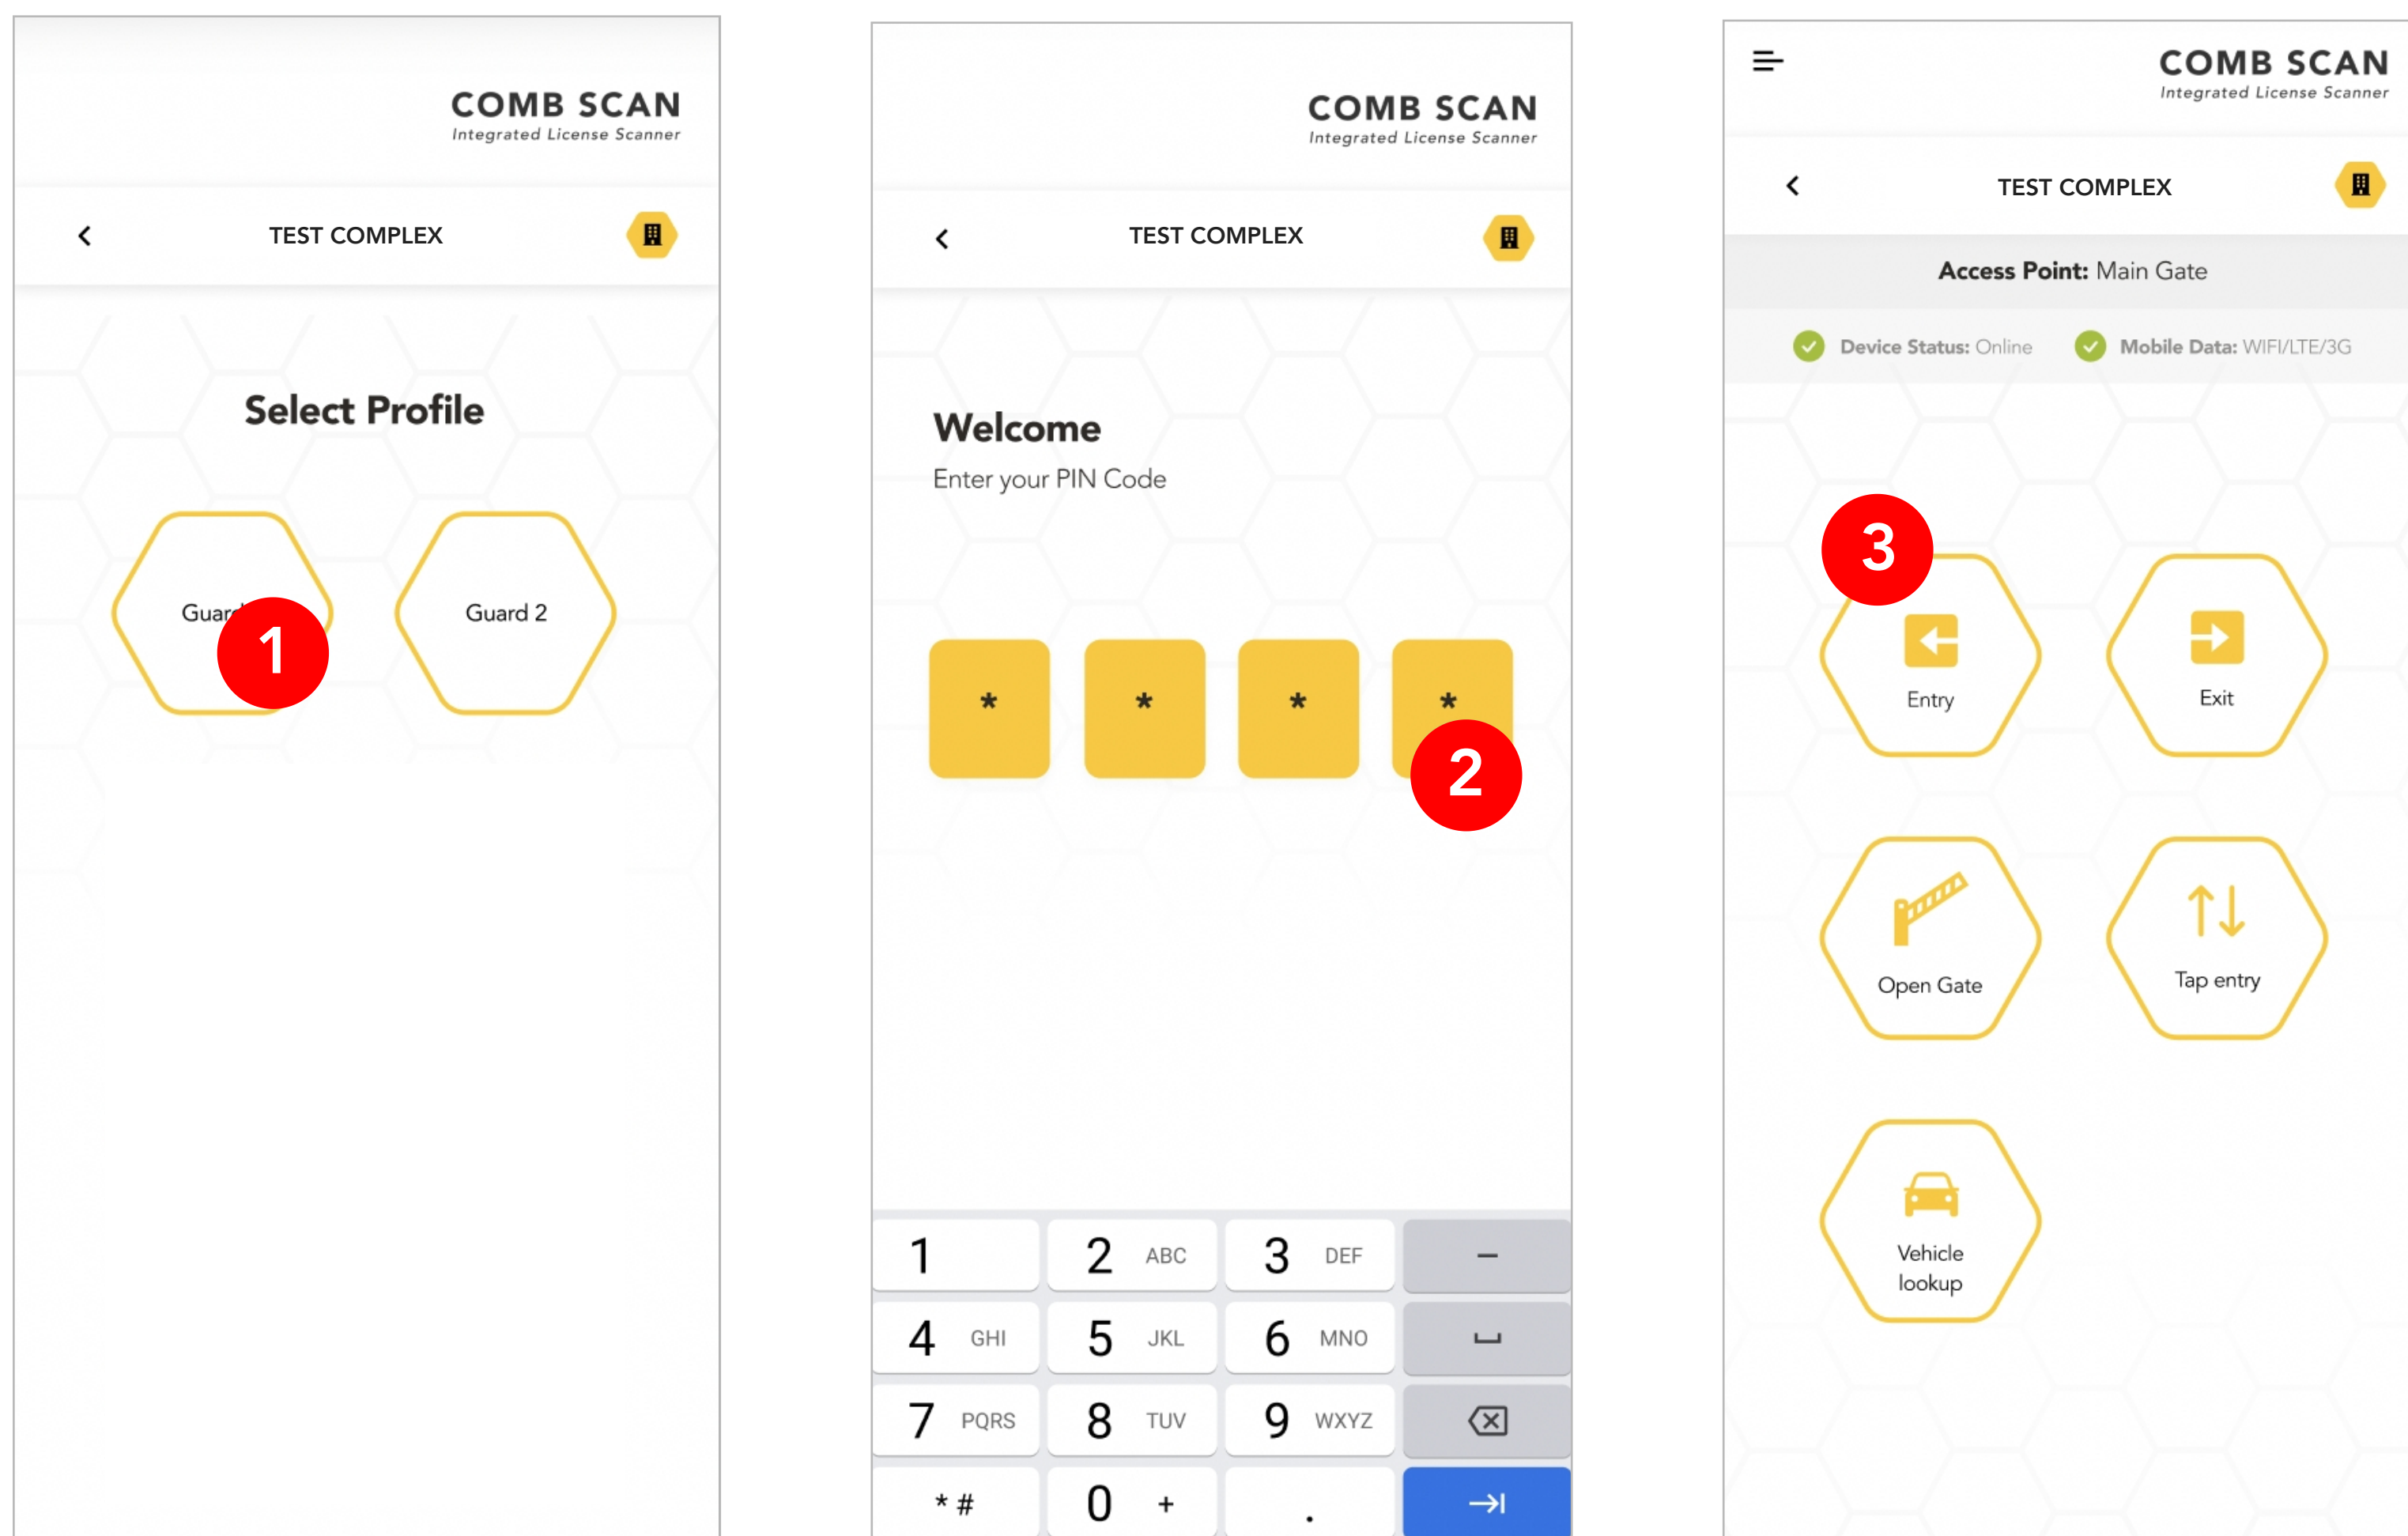 COMB SCAN
Integrated License Scanner
TEST COMPLEX
Select Profile
1
Guard 2
COMB SCAN
Integrated License Scanner
TEST COMPLEX
Welcome
Enter your PIN Code
* * * *
2
1
2 ABC
3 DEF
–
4 GHI
5 JKL
6 MNO
7 PQRS
8 TUV
9 WXYZ
* #
0 +
.
COMB SCAN
Integrated License Scanner
TEST COMPLEX
Access Point: Main Gate
Device Status: Online
Mobile Data: WIFI/LTE/3G
3
Entry
Exit
Open Gate
Tap entry
Vehicle
lookup